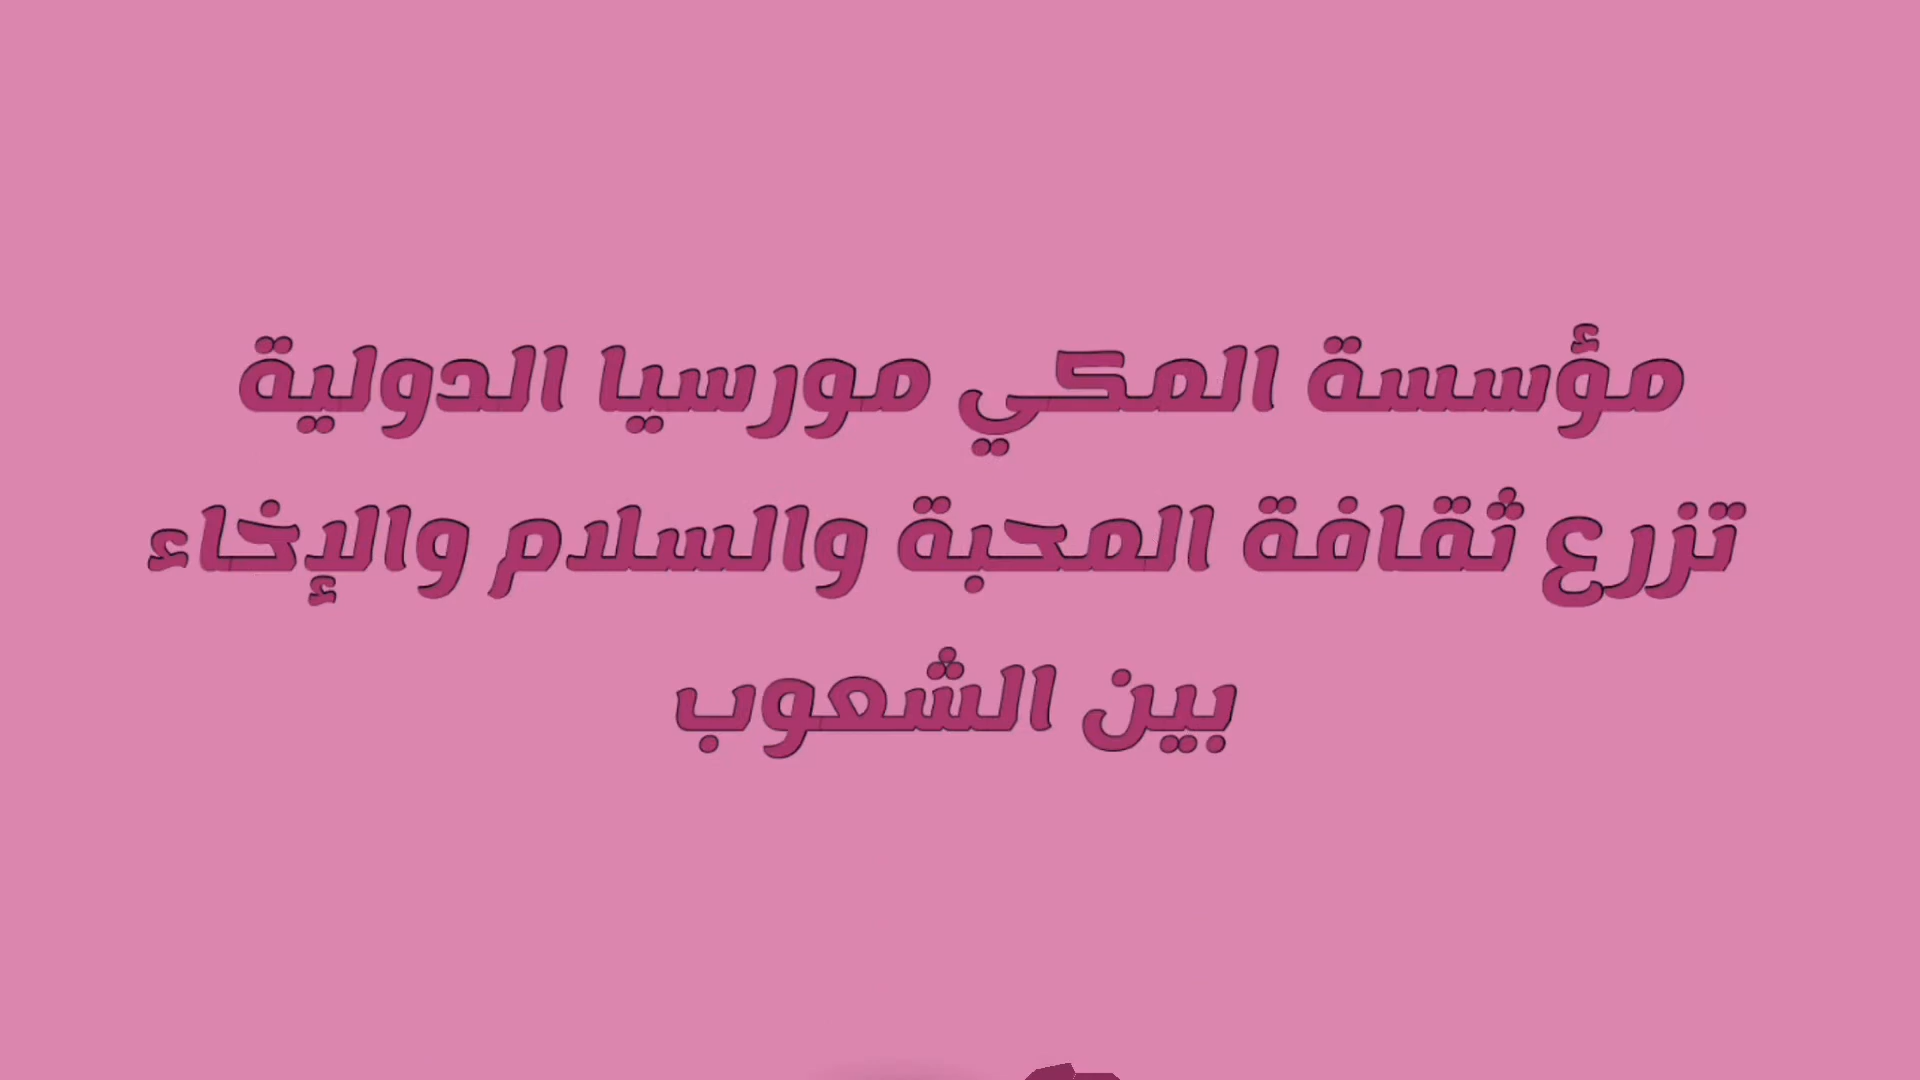 مؤسسة المكي مورسيا الدولية
تزرع ثقافة المحبة والسلام والإخاء
بين الشعوب